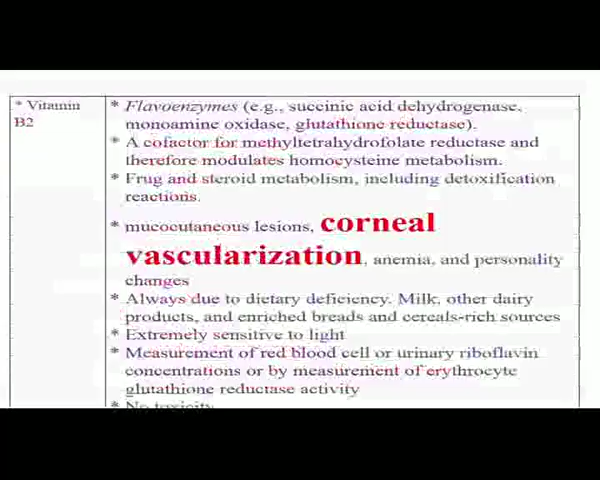 * Vitamin
B2
* Flavoenzymes (e.g., succinic acid dehydrogenase,
monoamine oxidase, glutathione reductase).
* A cofactor for methyltetrahydrofolate reductase and
therefore modulates homocysteine metabolism.
* Frug and steroid metabolism, including detoxification
reactions.
* mucocutaneous lesions, corneal
vascularization, anemia, and personality
changes
* Always due to dietary deficiency. Milk, other dairy
products, and enriched breads and cereals-rich sources
* Extremely sensitive to light
* Measurement of red blood cell or urinary riboflavin
concentrations or by measurement of erythrocyte
glutathione reductase activity
* No toxicity